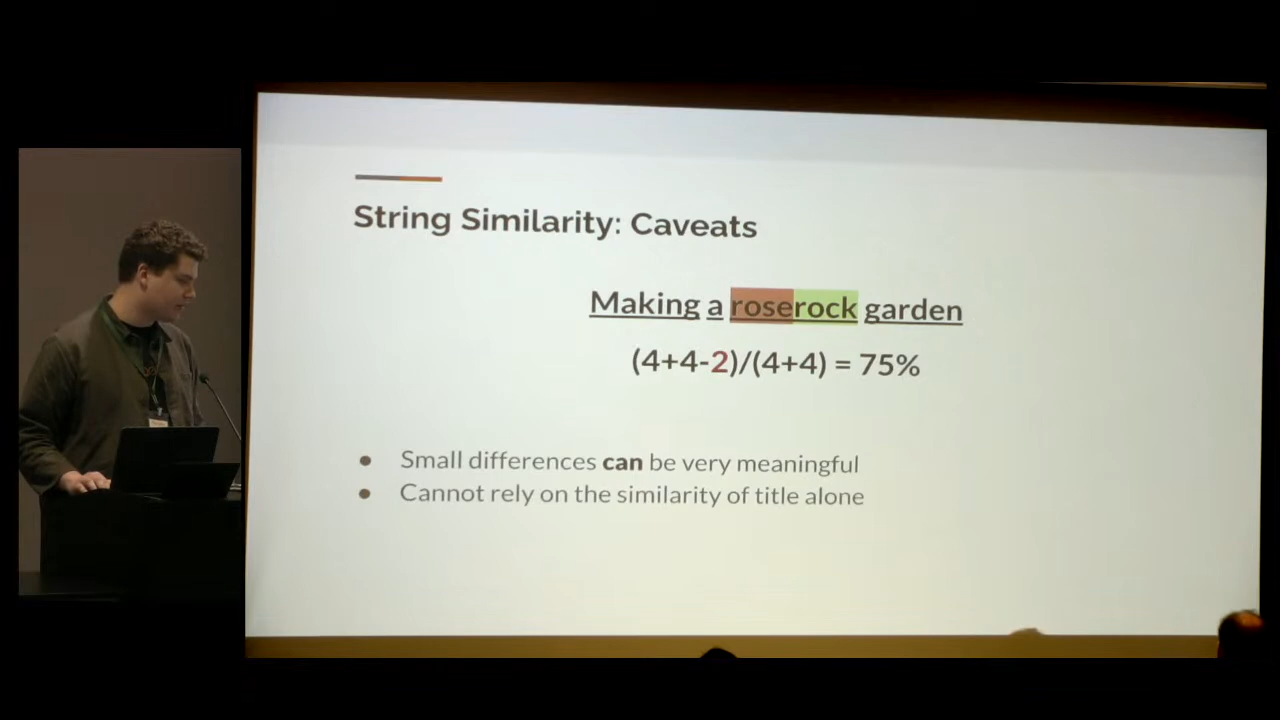 String Similarity: Caveats
Making a roserock garden
(4+4-2)/(4+4) = 75%
● Small differences can be very meaningful
● Cannot rely on the similarity of title alone